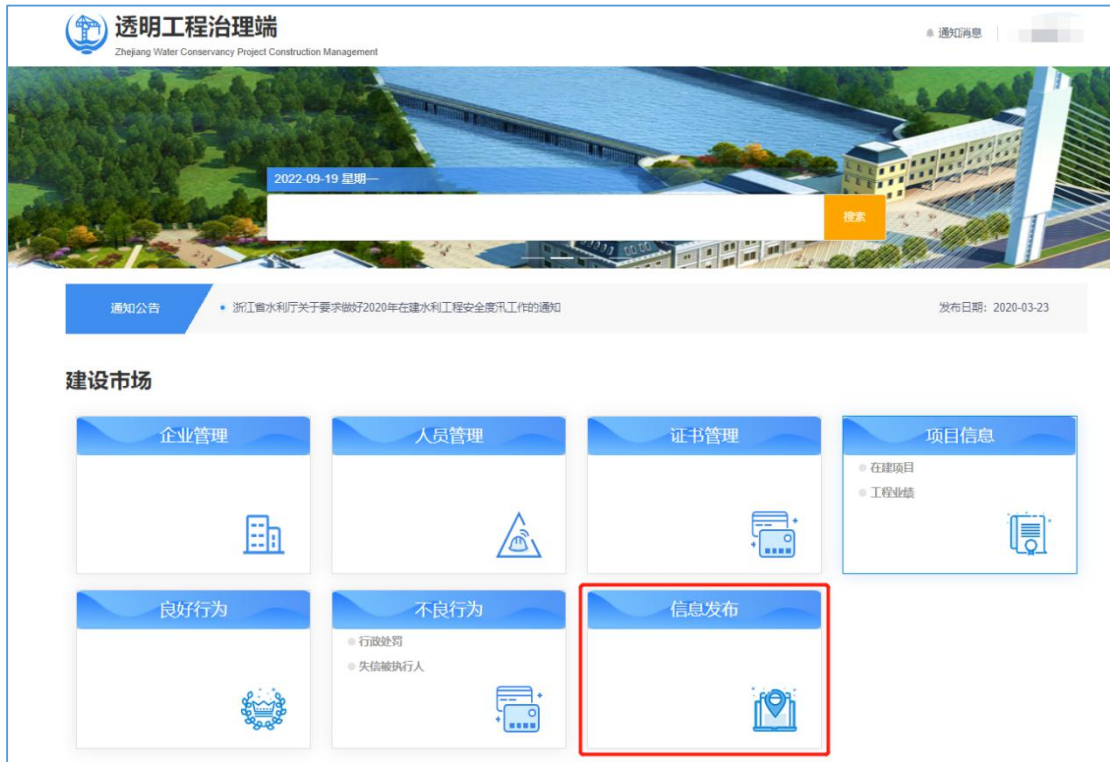 透明工程治理端
Zhejiang Water Conservancy Project Construction Management
通知消息
2022-09-19 星期一
搜索
通知公告
浙江省水利厅关于要求做好2020年在建水利工程安全度汛工作的通知
发布日期：2020-03-23
建设市场
企业管理
人员管理
证书管理
项目信息
在建项目
工程业绩
良好行为
不良行为
信息发布
行政处罚
失信被执行人